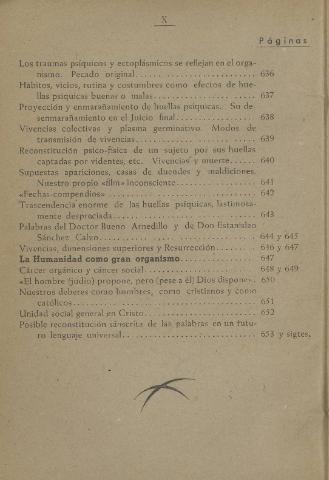 X
Páginas
Los traumas psíquicos y ectoplásmicos se reflejan en el orga-
nismo. Pecado original.......................... 636
Hábitos, vicios, rutina y costumbres como efectos de hue-
llas psíquicas buenas o malas..................... 637
Proyección y enmarañamiento de huellas psíquicas. Su de-
senmarañamiento en el Juicio final................. 638
Vivencias colectivas y plasma germinativo. Modos de
transmisión de vivencias......................... 639
Reconstitución psico-física de un sujeto por sus huellas
captadas por videntes, etc. Vivencias y muerte...... 640
Supuestas apariciones, casas de duendes y maldiciones.
Nuestro propio «film» inconsciente................. 641
«Fechas-compendios»............................... 642
Trascendencia enorme de las huellas psíquicas, lastimosa-
mente despreciada............................... 643
Palabras del Doctor Bueno Arnedillo y de Don Estanislao
Sánchez Calvo.................................. 644 y 645
Vivencias, dimensiones superiores y Resurrección....... 646 y 647
La Humanidad como gran organismo............... 647
Cáncer orgánico y cáncer social...................... 648 y 649
«El hombre (judío) propone, pero (pese a él) Dios dispone». 650
Nuestros deberes como hombres, como cristianos y como
católicos........................................ 651
Unidad social general en Cristo...................... 652
Posible reconstitución sánscrita de las palabras en un futu-
ro lenguaje universal............................ 653 y sigtes.